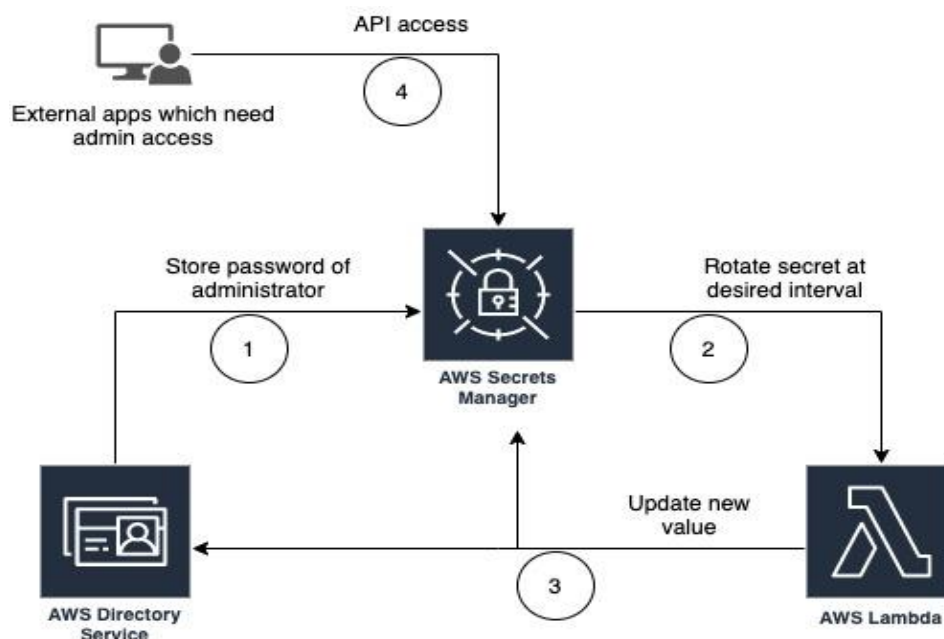 API access
4
External apps which need
admin access
Store password of
administrator
1
Rotate secret at
desired interval
2
AWS Secrets
Manager
Update new
value
3
AWS Directory
Service
AWS Lambda